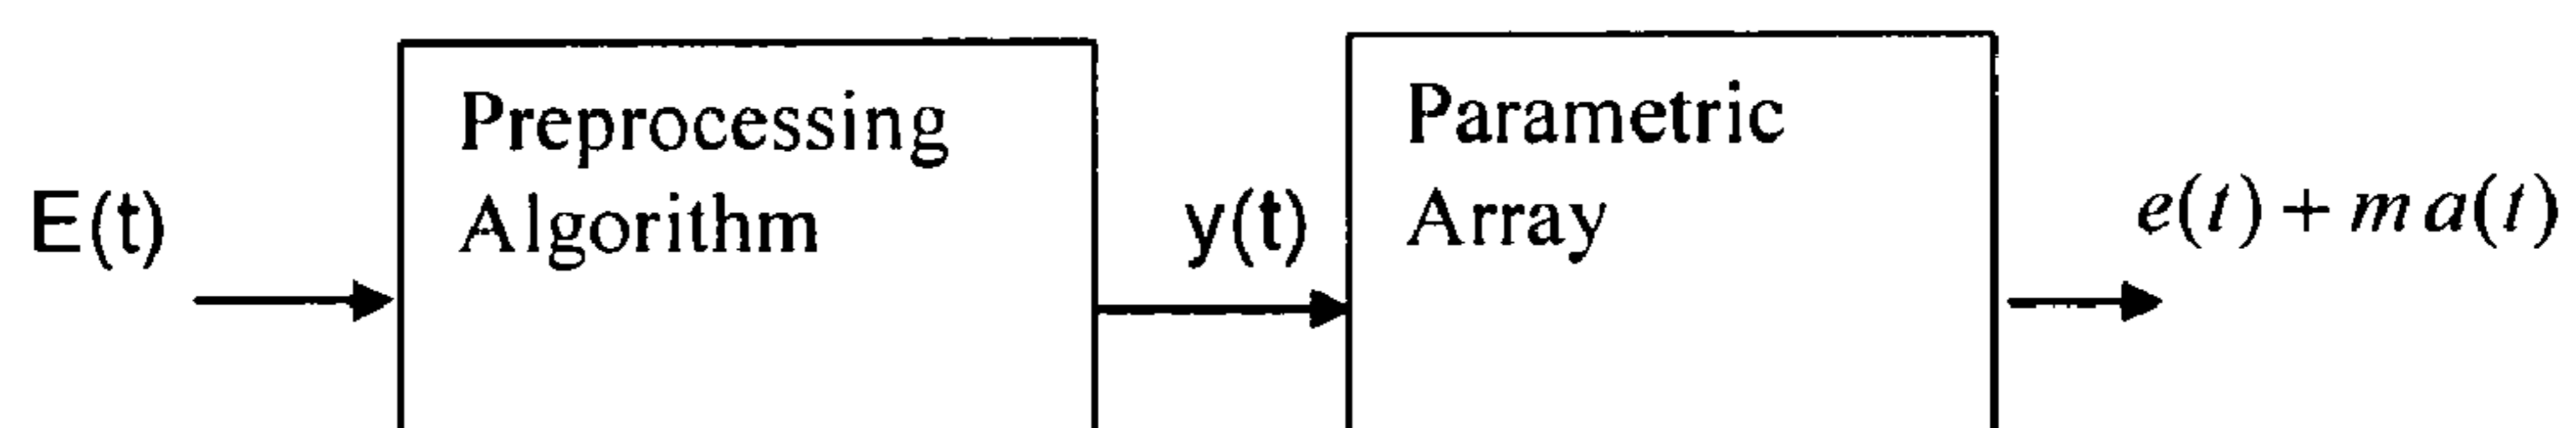 Preprocessing
Algorithm
Parametric
Array
E(t)
y(t)
e(t) + m a(t)